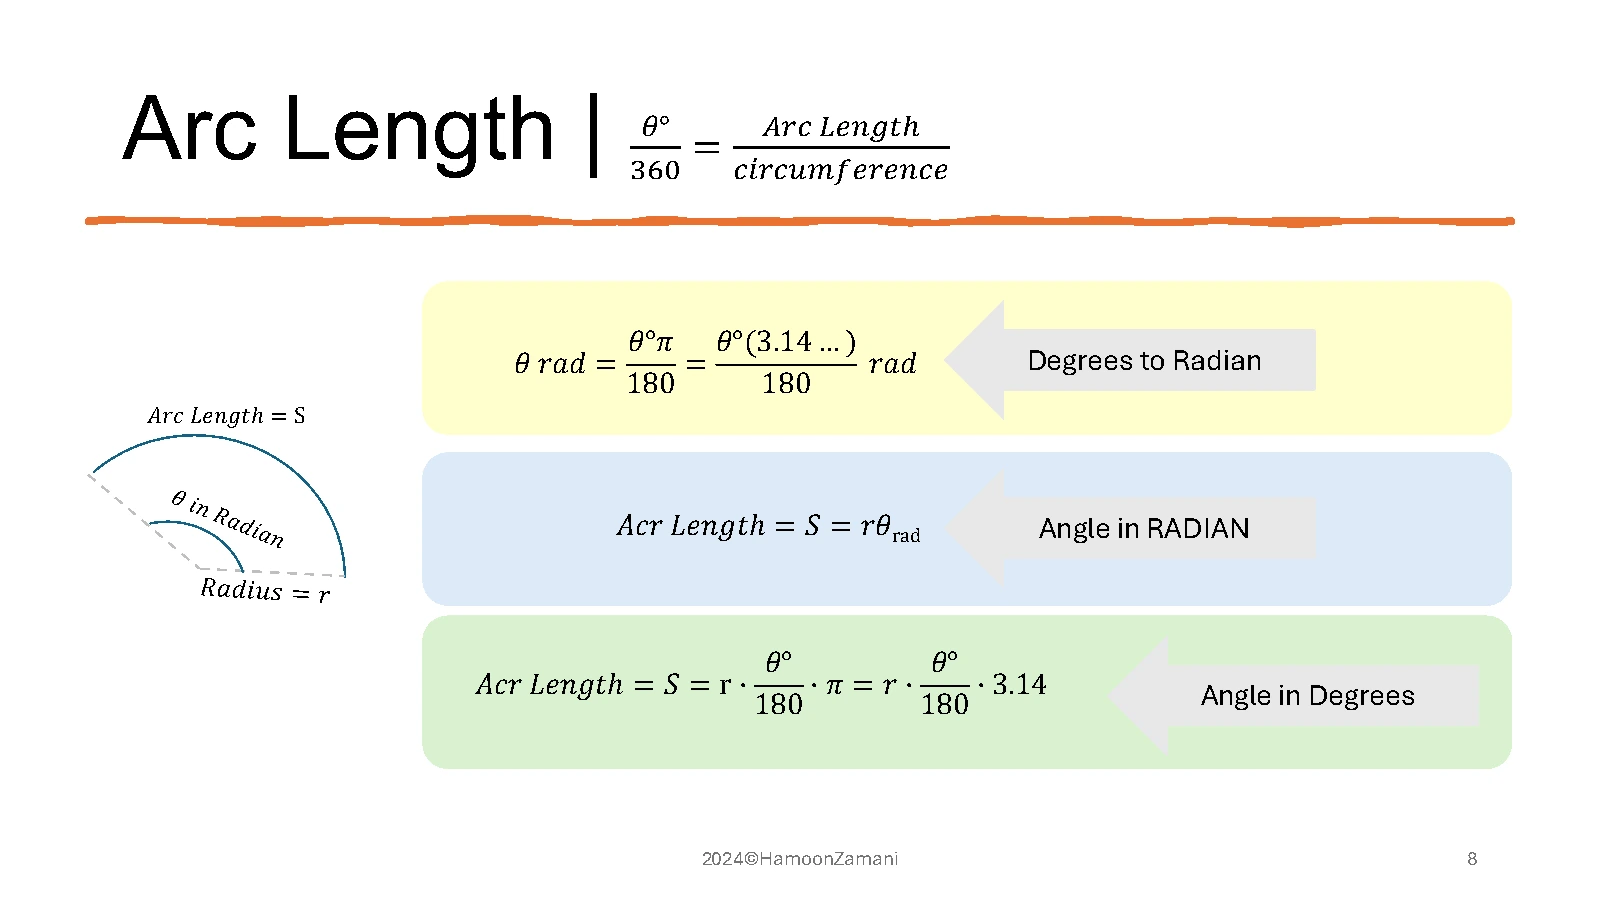 Arc Length | θ°/360 = Arc Length/circumference
θ rad = θ°π/180 = θ°(3.14 …)/180 rad
Degrees to Radian
Arc Length = S
θ in Radian
Radius = r
Acr Length = S = rθrad
Angle in RADIAN
Acr Length = S = r · θ°/180 · π = r · θ°/180 · 3.14
Angle in Degrees
2024©HamoonZamani
8